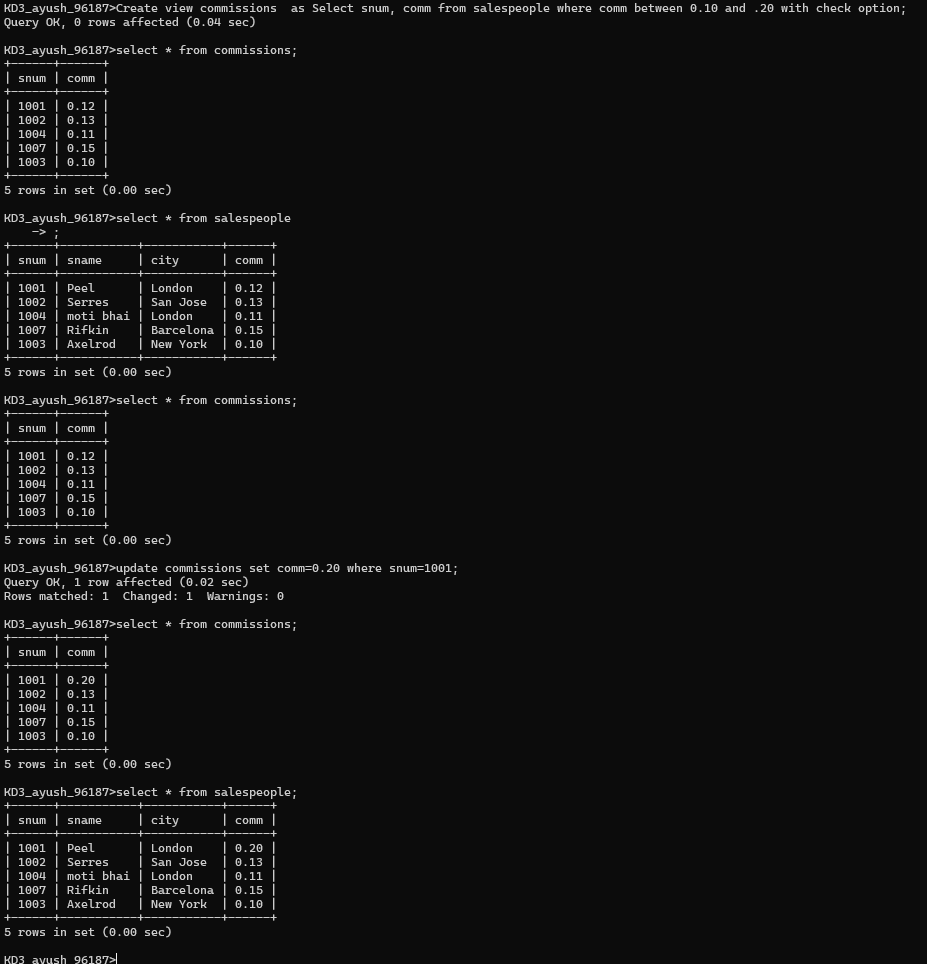 KD3_ayush_96187>Create view commissions  as Select snum, comm from salespeople where comm between 0.10 and .20 with check option;
Query OK, 0 rows affected (0.04 sec)

KD3_ayush_96187>select * from commissions;
+------+------+
| snum | comm |
+------+------+
| 1001 | 0.12 |
| 1002 | 0.13 |
| 1004 | 0.11 |
| 1007 | 0.15 |
| 1003 | 0.10 |
+------+------+
5 rows in set (0.00 sec)

KD3_ayush_96187>select * from salespeople
    -> ;
+------+-----------+-----------+------+
| snum | sname     | city      | comm |
+------+-----------+-----------+------+
| 1001 | Peel      | London    | 0.12 |
| 1002 | Serres    | San Jose  | 0.13 |
| 1004 | moti bhai | London    | 0.11 |
| 1007 | Rifkin    | Barcelona | 0.15 |
| 1003 | Axelrod   | New York  | 0.10 |
+------+-----------+-----------+------+
5 rows in set (0.00 sec)

KD3_ayush_96187>select * from commissions;
+------+------+
| snum | comm |
+------+------+
| 1001 | 0.12 |
| 1002 | 0.13 |
| 1004 | 0.11 |
| 1007 | 0.15 |
| 1003 | 0.10 |
+------+------+
5 rows in set (0.00 sec)

KD3_ayush_96187>update commissions set comm=0.20 where snum=1001;
Query OK, 1 row affected (0.02 sec)
Rows matched: 1  Changed: 1  Warnings: 0

KD3_ayush_96187>select * from commissions;
+------+------+
| snum | comm |
+------+------+
| 1001 | 0.20 |
| 1002 | 0.13 |
| 1004 | 0.11 |
| 1007 | 0.15 |
| 1003 | 0.10 |
+------+------+
5 rows in set (0.00 sec)

KD3_ayush_96187>select * from salespeople;
+------+-----------+-----------+------+
| snum | sname     | city      | comm |
+------+-----------+-----------+------+
| 1001 | Peel      | London    | 0.20 |
| 1002 | Serres    | San Jose  | 0.13 |
| 1004 | moti bhai | London    | 0.11 |
| 1007 | Rifkin    | Barcelona | 0.15 |
| 1003 | Axelrod   | New York  | 0.10 |
+------+-----------+-----------+------+
5 rows in set (0.00 sec)

KD3_ayush_96187>